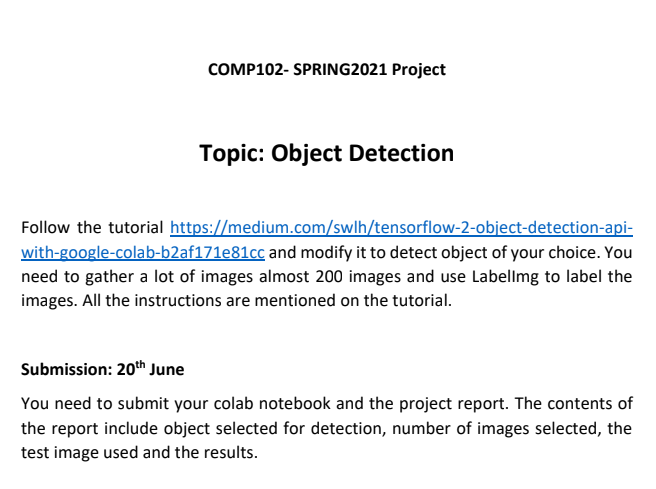 COMP102- SPRING2021 Project
Topic: Object Detection
Follow the tutorial https://medium.com/swlh/tensorflow-2-object-detection-api-
with-google-colab-b2af171e81cc and modify it to detect object of your choice. You
need to gather a lot of images almost 200 images and use LabelImg to label the
images. All the instructions are mentioned on the tutorial.
Submission: 20th June
You need to submit your colab notebook and the project report. The contents of
the report include object selected for detection, number of images selected, the
test image used and the results.